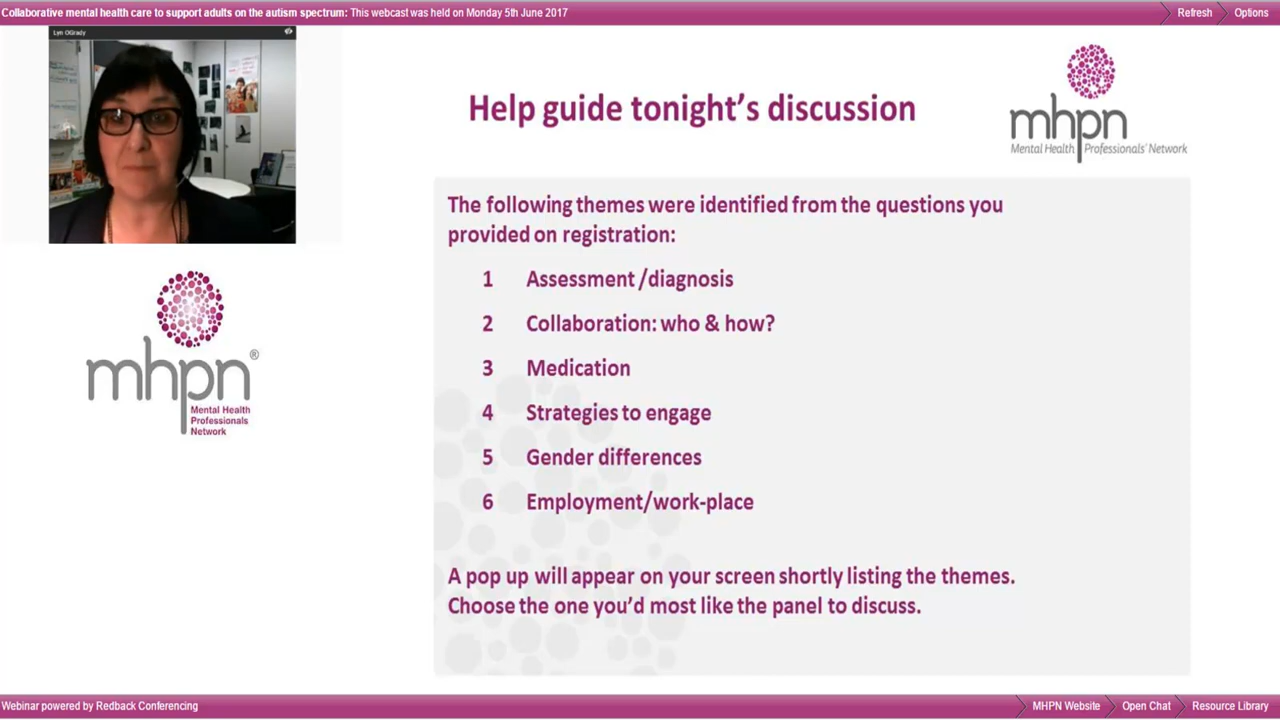 Collaborative mental health care to support adults on the autism spectrum: This webcast was held on Monday 5th June 2017
Refresh
Options
Lyn OGrady
Help guide tonight's discussion
mhpn
Mental Health Professionals' Network
The following themes were identified from the questions you
provided on registration:
1 Assessment/diagnosis
2 Collaboration: who & how?
3 Medication
4 Strategies to engage
5 Gender differences
6 Employment/work-place
A pop up will appear on your screen shortly listing the themes.
Choose the one you'd most like the panel to discuss.
mhpn®
Mental Health
Professionals
Network
Webinar powered by Redback Conferencing
MHPN Website
Open Chat
Resource Library